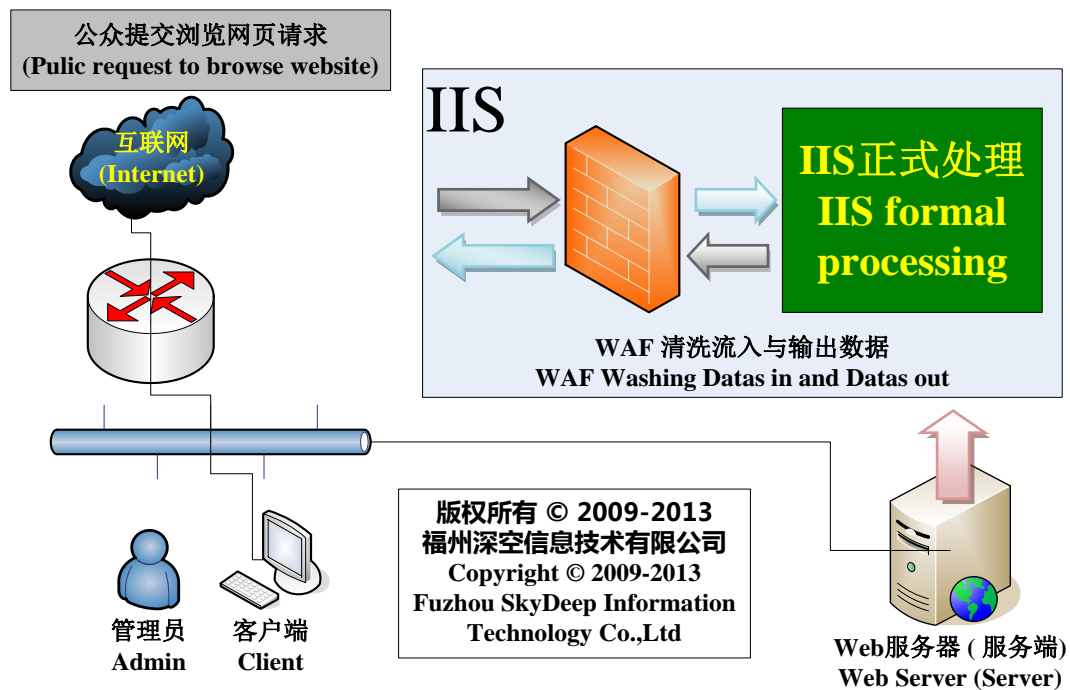 公众提交浏览网页请求
(Pulic request to browse website)
互联网
(Internet)
IIS
IIS正式处理
IIS formal
processing
WAF 清洗流入与输出数据
WAF Washing Datas in and Datas out
版权所有 © 2009-2013
福州深空信息技术有限公司
Copyright © 2009-2013
Fuzhou SkyDeep Information
Technology Co.,Ltd
管理员
Admin
客户端
Client
Web服务器 ( 服务端)
Web Server (Server)